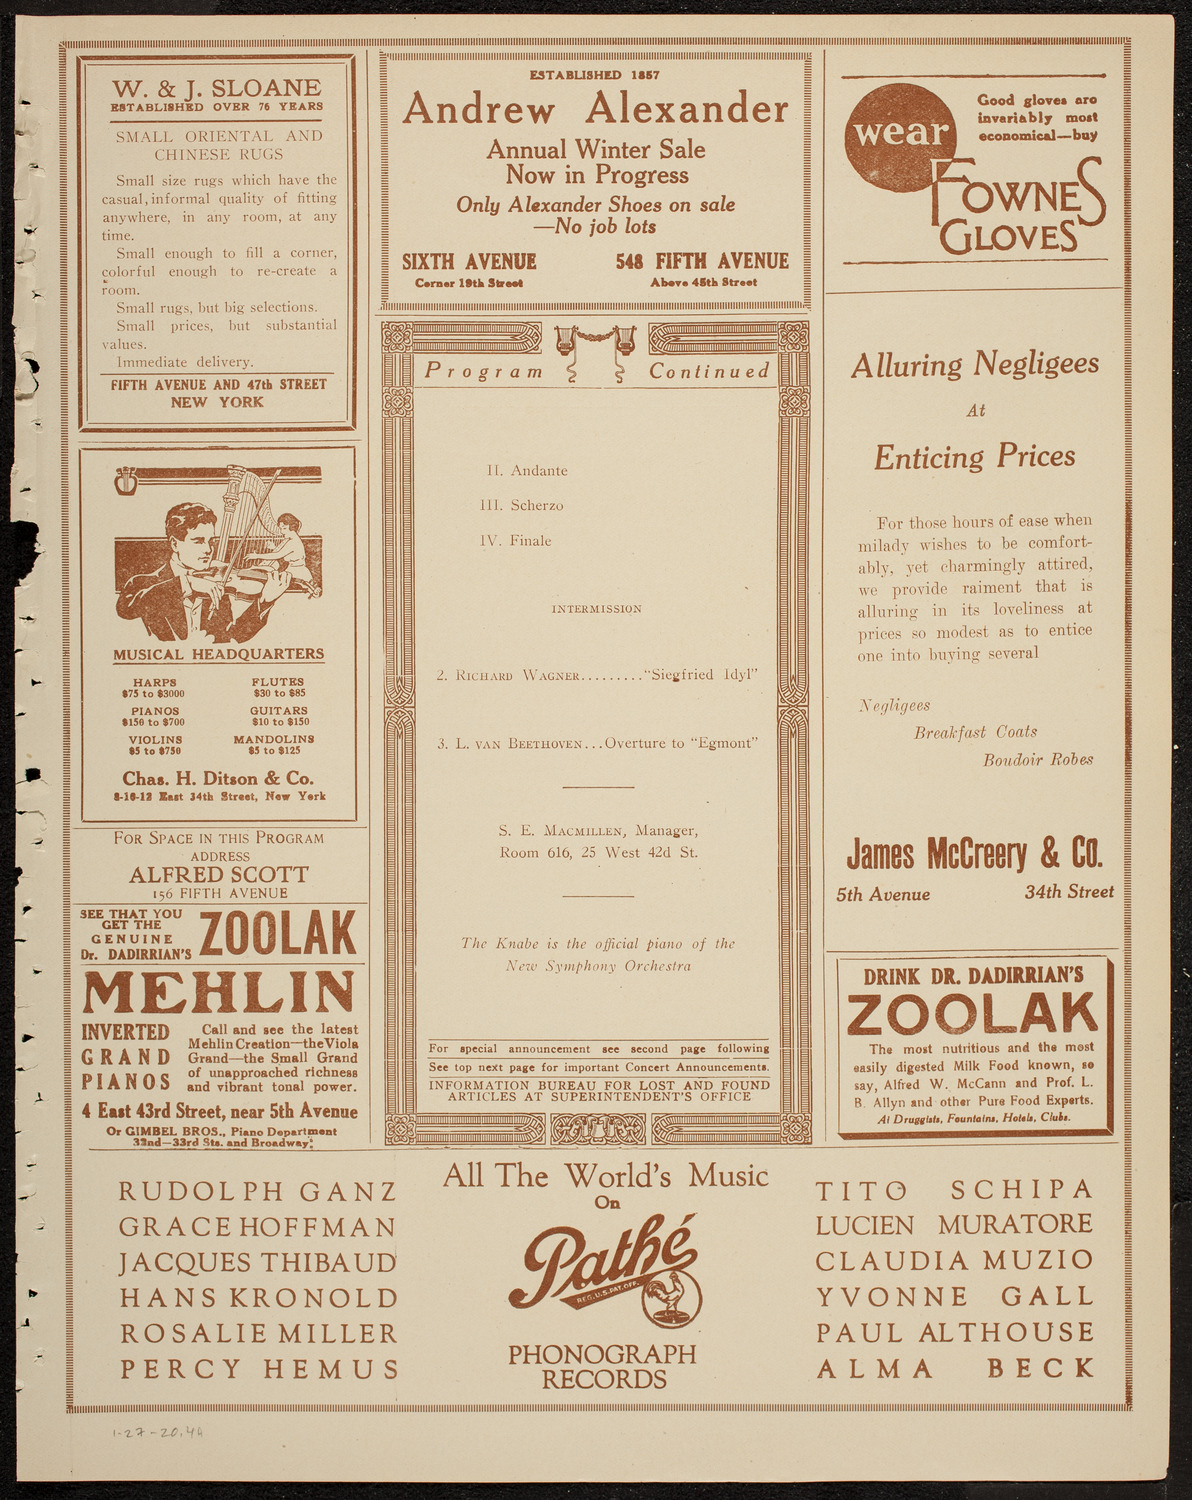 W. & J. SLOANE
ESTABLISHED OVER 76 YEARS
SMALL ORIENTAL AND
CHINESE RUGS
Small size rugs which have the
casual, informal quality of fitting
anywhere, in any room, at any
time.
Small enough to fill a corner,
colorful enough to re-create a
room.
Small rugs, but big selections.
Small prices, but substantial
values.
Immediate delivery.
FIFTH AVENUE AND 47th STREET
NEW YORK
MUSICAL HEADQUARTERS
HARPS
$75 to $3000
PIANOS
$150 to $700
VIOLINS
$5 to $750
FLUTES
$30 to $85
GUITARS
$10 to $150
MANDOLINS
$5 to $125
Chas. H. Ditson & Co.
8-10-12 East 34th Street, New York
FOR SPACE IN THIS PROGRAM
ADDRESS
ALFRED SCOTT
156 FIFTH AVENUE
SEE THAT YOU
GET THE
GENUINE
Dr. DADIRRIAN'S
ZOOLAK
MEHLIN
INVERTED
GRAND
PIANOS
Call and see the latest
Mehlin Creation—the Viola
Grand—the Small Grand
of unapproached richness
and vibrant tonal power.
4 East 43rd Street, near 5th Avenue
Or GIMBEL BROS., Piano Department
32nd—33rd Sts. and Broadway.
ESTABLISHED 1857
Andrew Alexander
Annual Winter Sale
Now in Progress
Only Alexander Shoes on sale
—No job lots
SIXTH AVENUE
Corner 19th Street
548 FIFTH AVENUE
Above 45th Street
Program Continued
II. Andante
III. Scherzo
IV. Finale
INTERMISSION
2. RICHARD WAGNER.........“Siegfried Idyl”
3. L. VAN BEETHOVEN...Overture to “Egmont”
S. E. MACMILLEN, Manager,
Room 616, 25 West 42d St.
The Knabe is the official piano of the
New Symphony Orchestra
For special announcement see second page following
See top next page for important Concert Announcements.
INFORMATION BUREAU FOR LOST AND FOUND
ARTICLES AT SUPERINTENDENT'S OFFICE
wear
Good gloves are
invariably most
economical—buy
FOWNES
GLOVES
Alluring Negligees
At
Enticing Prices
For those hours of ease when
milady wishes to be comfort-
ably, yet charmingly attired,
we provide raiment that is
alluring in its loveliness at
prices so modest as to entice
one into buying several
Negligees
Breakfast Coats
Boudoir Robes
James McCreery & Co.
5th Avenue 34th Street
DRINK DR. DADIRRIAN'S
ZOOLAK
The most nutritious and the most
easily digested Milk Food known, so
say, Alfred W. McCann and Prof. L.
B. Allyn and other Pure Food Experts.
At Druggists, Fountains, Hotels, Clubs.
RUDOLPH GANZ
GRACE HOFFMAN
JACQUES THIBAUD
HANS KRONOLD
ROSALIE MILLER
PERCY HEMUS
All The World's Music
On
Pathé
REG. U.S. PAT. OFF.
PHONOGRAPH
RECORDS
TITO SCHIPA
LUCIEN MURATORE
CLAUDIA MUZIO
YVONNE GALL
PAUL ALTHOUSE
ALMA BECK
1-27-20.44